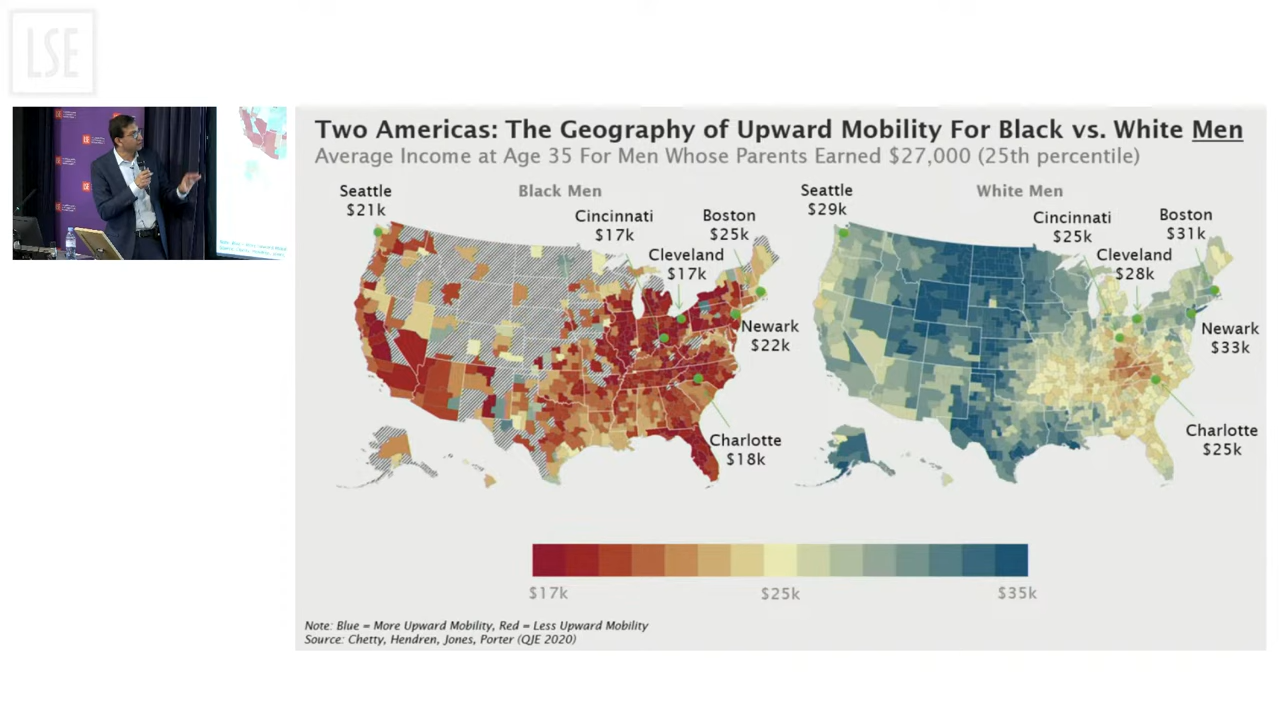 LSE
Two Americas: The Geography of Upward Mobility For Black vs. White Men
Average Income at Age 35 For Men Whose Parents Earned $27,000 (25th percentile)
Black Men
Seattle
$21k
Cincinnati
$17k
Boston
$25k
Cleveland
$17k
Newark
$22k
Charlotte
$18k
White Men
Seattle
$29k
Cincinnati
$25k
Boston
$31k
Cleveland
$28k
Newark
$33k
Charlotte
$25k
$17k
$25k
$35k
Note: Blue = More Upward Mobility, Red = Less Upward Mobility
Source: Chetty, Hendren, Jones, Porter (QJE 2020)